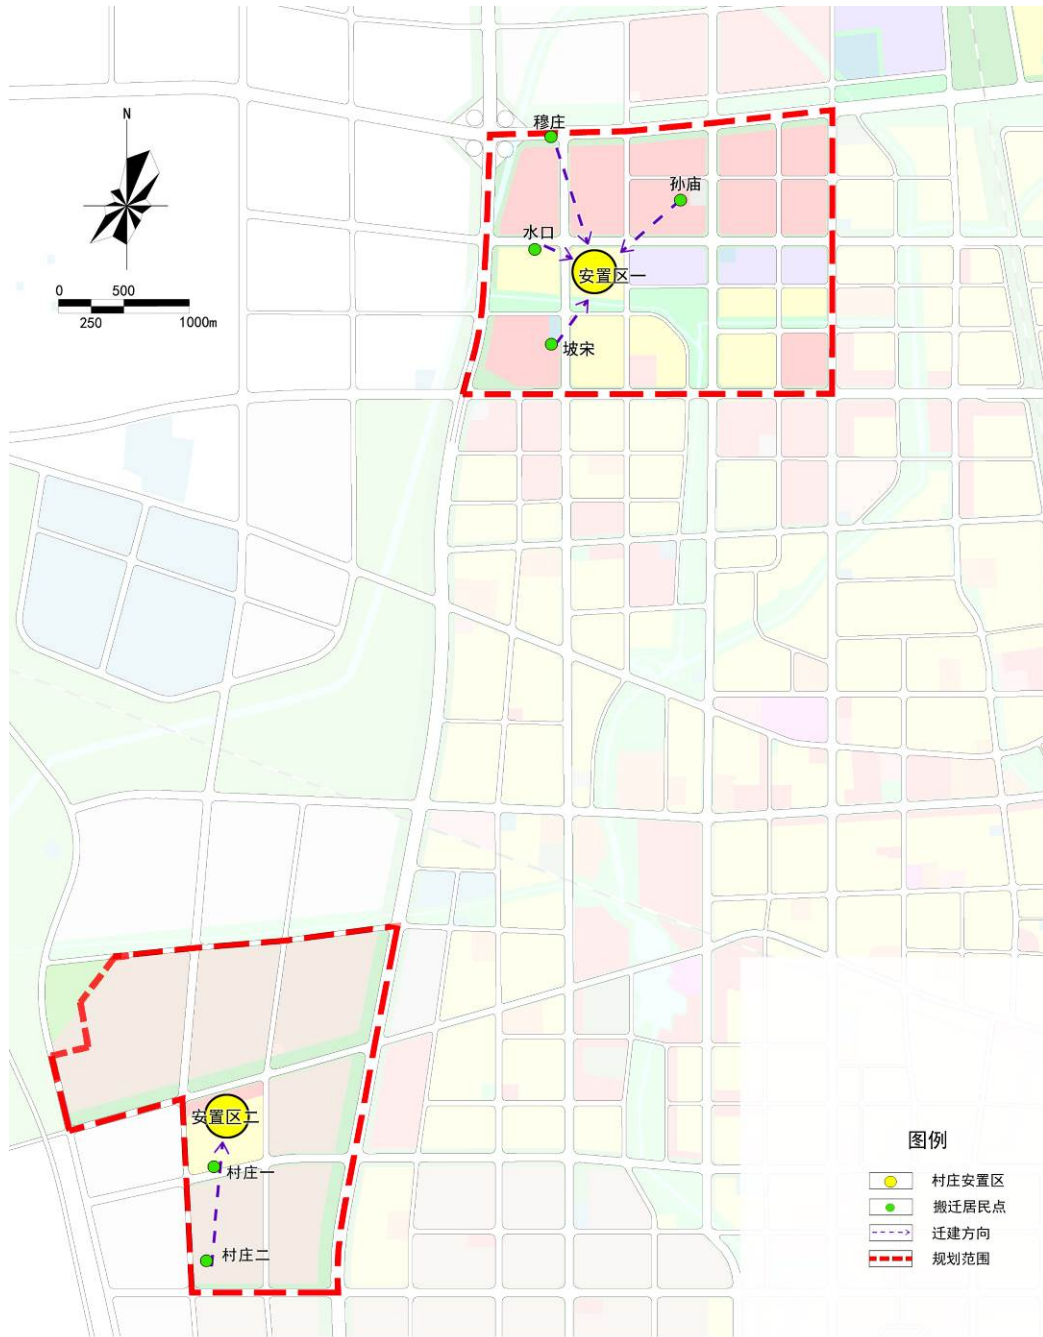 穆庄
N
孙庙
水口
安置区一
0 500
250 1000m
坡宋
安置区二
村庄一
村庄二
图例
村庄安置区
搬迁居民点
迁建方向
规划范围